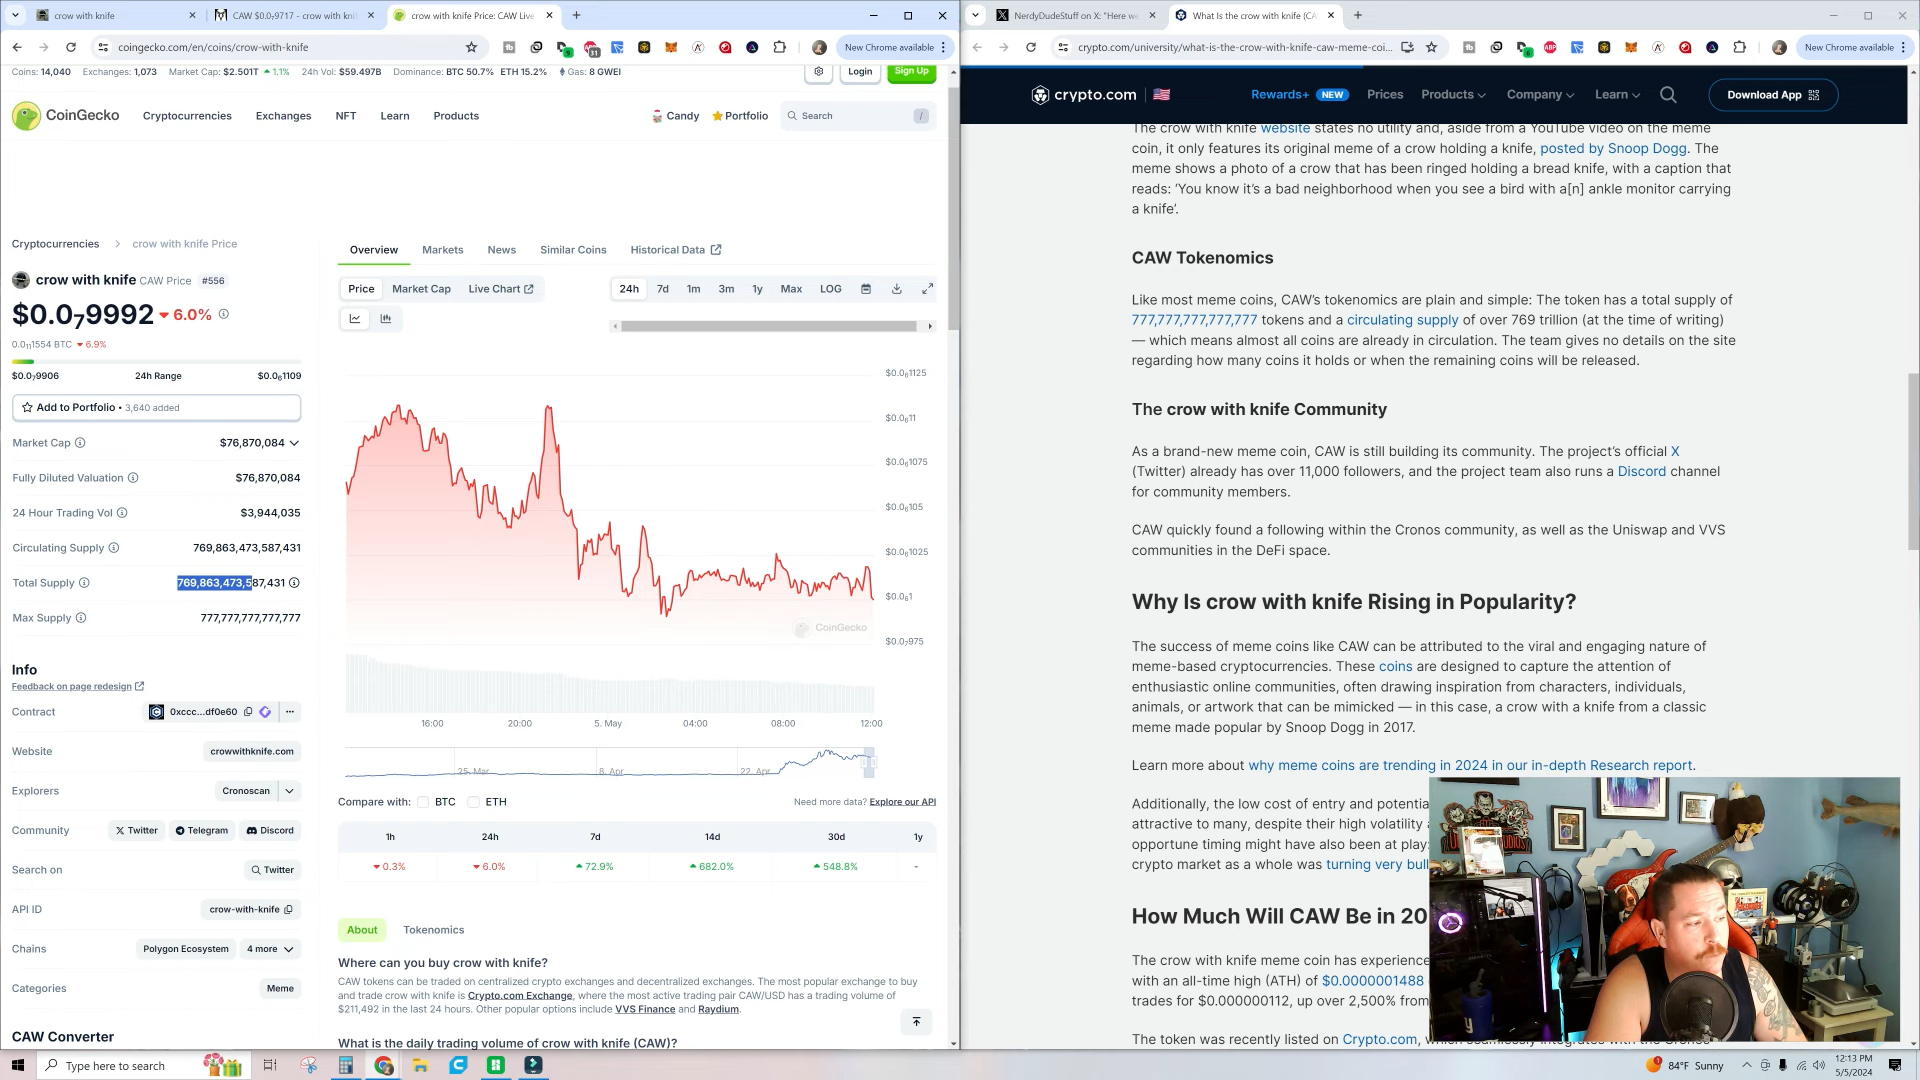 crow with knife
CAW $0.0₇9717 - crow with kni
crow with knife Price: CAW Live
coingecko.com/en/coins/crow-with-knife
New Chrome available
Coins: 14,040 Exchanges: 1,073 Market Cap: $2.501T 1.1% 24h Vol: $59.497B Dominance: BTC 50.7% ETH 15.2% Gas: 8 GWEI
Login
Sign Up
CoinGecko
Cryptocurrencies
Exchanges
NFT
Learn
Products
Candy
Portfolio
Search
/
Cryptocurrencies > crow with knife Price
crow with knife CAW Price #556
$0.0₇9992 6.0%
0.0₁₁1554 BTC 6.9%
$0.0₇9906 24h Range $0.0₆1109
Add to Portfolio • 3,640 added
Market Cap $76,870,084
Fully Diluted Valuation $76,870,084
24 Hour Trading Vol $3,944,035
Circulating Supply 769,863,473,587,431
Total Supply 769,863,473,587,431
Max Supply 777,777,777,777,777
Info
Feedback on page redesign
Contract 0xccc...df0e60
Website crowwithknife.com
Explorers Cronoscan
Community Twitter Telegram Discord
Search on Twitter
API ID crow-with-knife
Chains Polygon Ecosystem 4 more
Categories Meme
CAW Converter
Overview Markets News Similar Coins Historical Data
Price Market Cap Live Chart
24h 7d 1m 3m 1y Max LOG
$0.0₆1125
$0.0₆11
$0.0₆1075
$0.0₆105
$0.0₆1025
$0.0₆1
$0.0₇975
CoinGecko
16:00 20:00 5. May 04:00 08:00 12:00
25. Mar 8. Apr 22. Apr
Compare with: BTC ETH
Need more data? Explore our API
1h 24h 7d 14d 30d 1y
0.3% 6.0% 72.9% 682.0% 548.8% -
About Tokenomics
Where can you buy crow with knife?
CAW tokens can be traded on centralized crypto exchanges and decentralized exchanges. The most popular exchange to buy
and trade crow with knife is Crypto.com Exchange, where the most active trading pair CAW/USD has a trading volume of
$211,492 in the last 24 hours. Other popular options include VVS Finance and Raydium.
What is the daily trading volume of crow with knife (CAW)?
NerdyDudeStuff on X: "Here we
What Is the crow with knife (CA
crypto.com/university/what-is-the-crow-with-knife-caw-meme-coi...
New Chrome available
crypto.com
Rewards+ NEW Prices Products Company Learn
Download App
The crow with knife website states no utility and, aside from a YouTube video on the meme
coin, it only features its original meme of a crow holding a knife, posted by Snoop Dogg. The
meme shows a photo of a crow that has been ringed holding a bread knife, with a caption that
reads: 'You know it's a bad neighborhood when you see a bird with a[n] ankle monitor carrying
a knife'.
CAW Tokenomics
Like most meme coins, CAW's tokenomics are plain and simple: The token has a total supply of
777,777,777,777,777 tokens and a circulating supply of over 769 trillion (at the time of writing)
— which means almost all coins are already in circulation. The team gives no details on the site
regarding how many coins it holds or when the remaining coins will be released.
The crow with knife Community
As a brand-new meme coin, CAW is still building its community. The project's official X
(Twitter) already has over 11,000 followers, and the project team also runs a Discord channel
for community members.
CAW quickly found a following within the Cronos community, as well as the Uniswap and VVS
communities in the DeFi space.
Why Is crow with knife Rising in Popularity?
The success of meme coins like CAW can be attributed to the viral and engaging nature of
meme-based cryptocurrencies. These coins are designed to capture the attention of
enthusiastic online communities, often drawing inspiration from characters, individuals,
animals, or artwork that can be mimicked — in this case, a crow with a knife from a classic
meme made popular by Snoop Dogg in 2017.
Learn more about why meme coins are trending in 2024 in our in-depth Research report.
Additionally, the low cost of entry and potentia
attractive to many, despite their high volatility
opportune timing might have also been at play:
crypto market as a whole was turning very bull
How Much Will CAW Be in 20
The crow with knife meme coin has experienc
with an all-time high (ATH) of $0.0000001488
trades for $0.000000112, up over 2,500% from
The token was recently listed on Crypto.com,
Type here to search
84°F Sunny
12:13 PM
5/5/2024